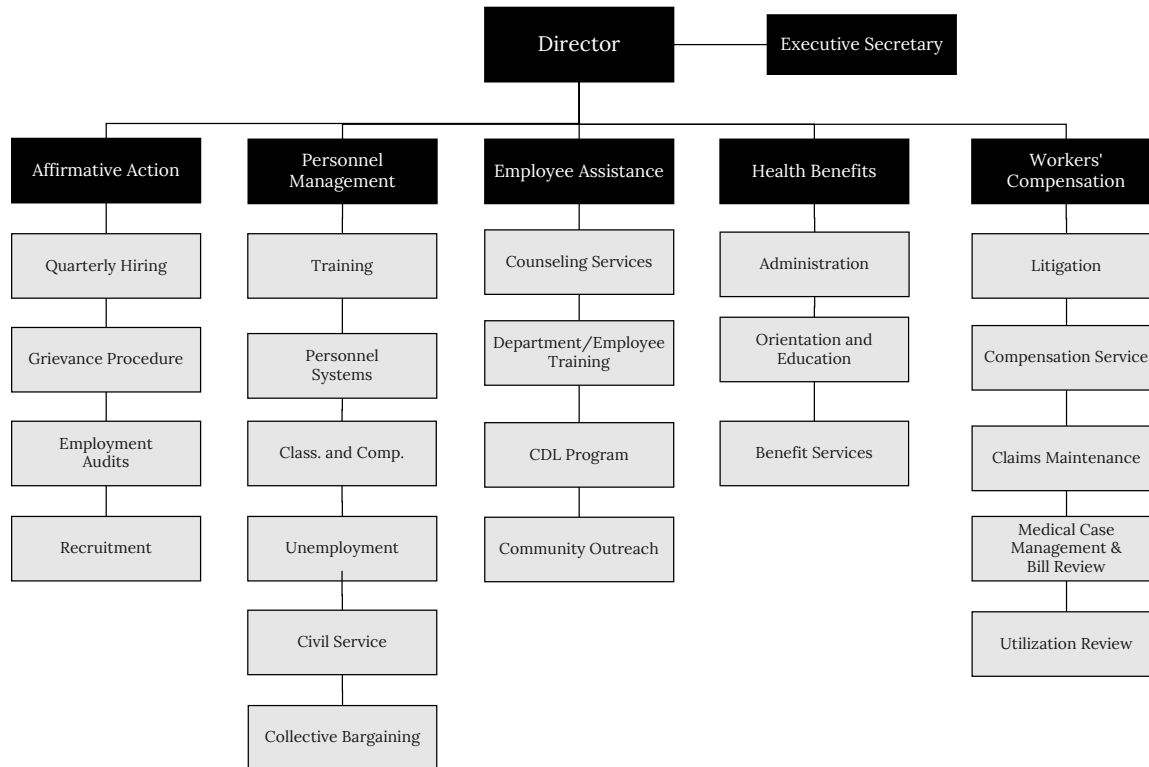 Director
Executive Secretary
Affirmative Action
Personnel
Management
Employee Assistance
Health Benefits
Workers'
Compensation
Quarterly Hiring
Grievance Procedure
Employment
Audits
Recruitment
Training
Personnel
Systems
Class. and Comp.
Unemployment
Civil Service
Collective Bargaining
Counseling Services
Department/Employee
Training
CDL Program
Community Outreach
Administration
Orientation and
Education
Benefit Services
Litigation
Compensation Service
Claims Maintenance
Medical Case
Management &
Bill Review
Utilization Review